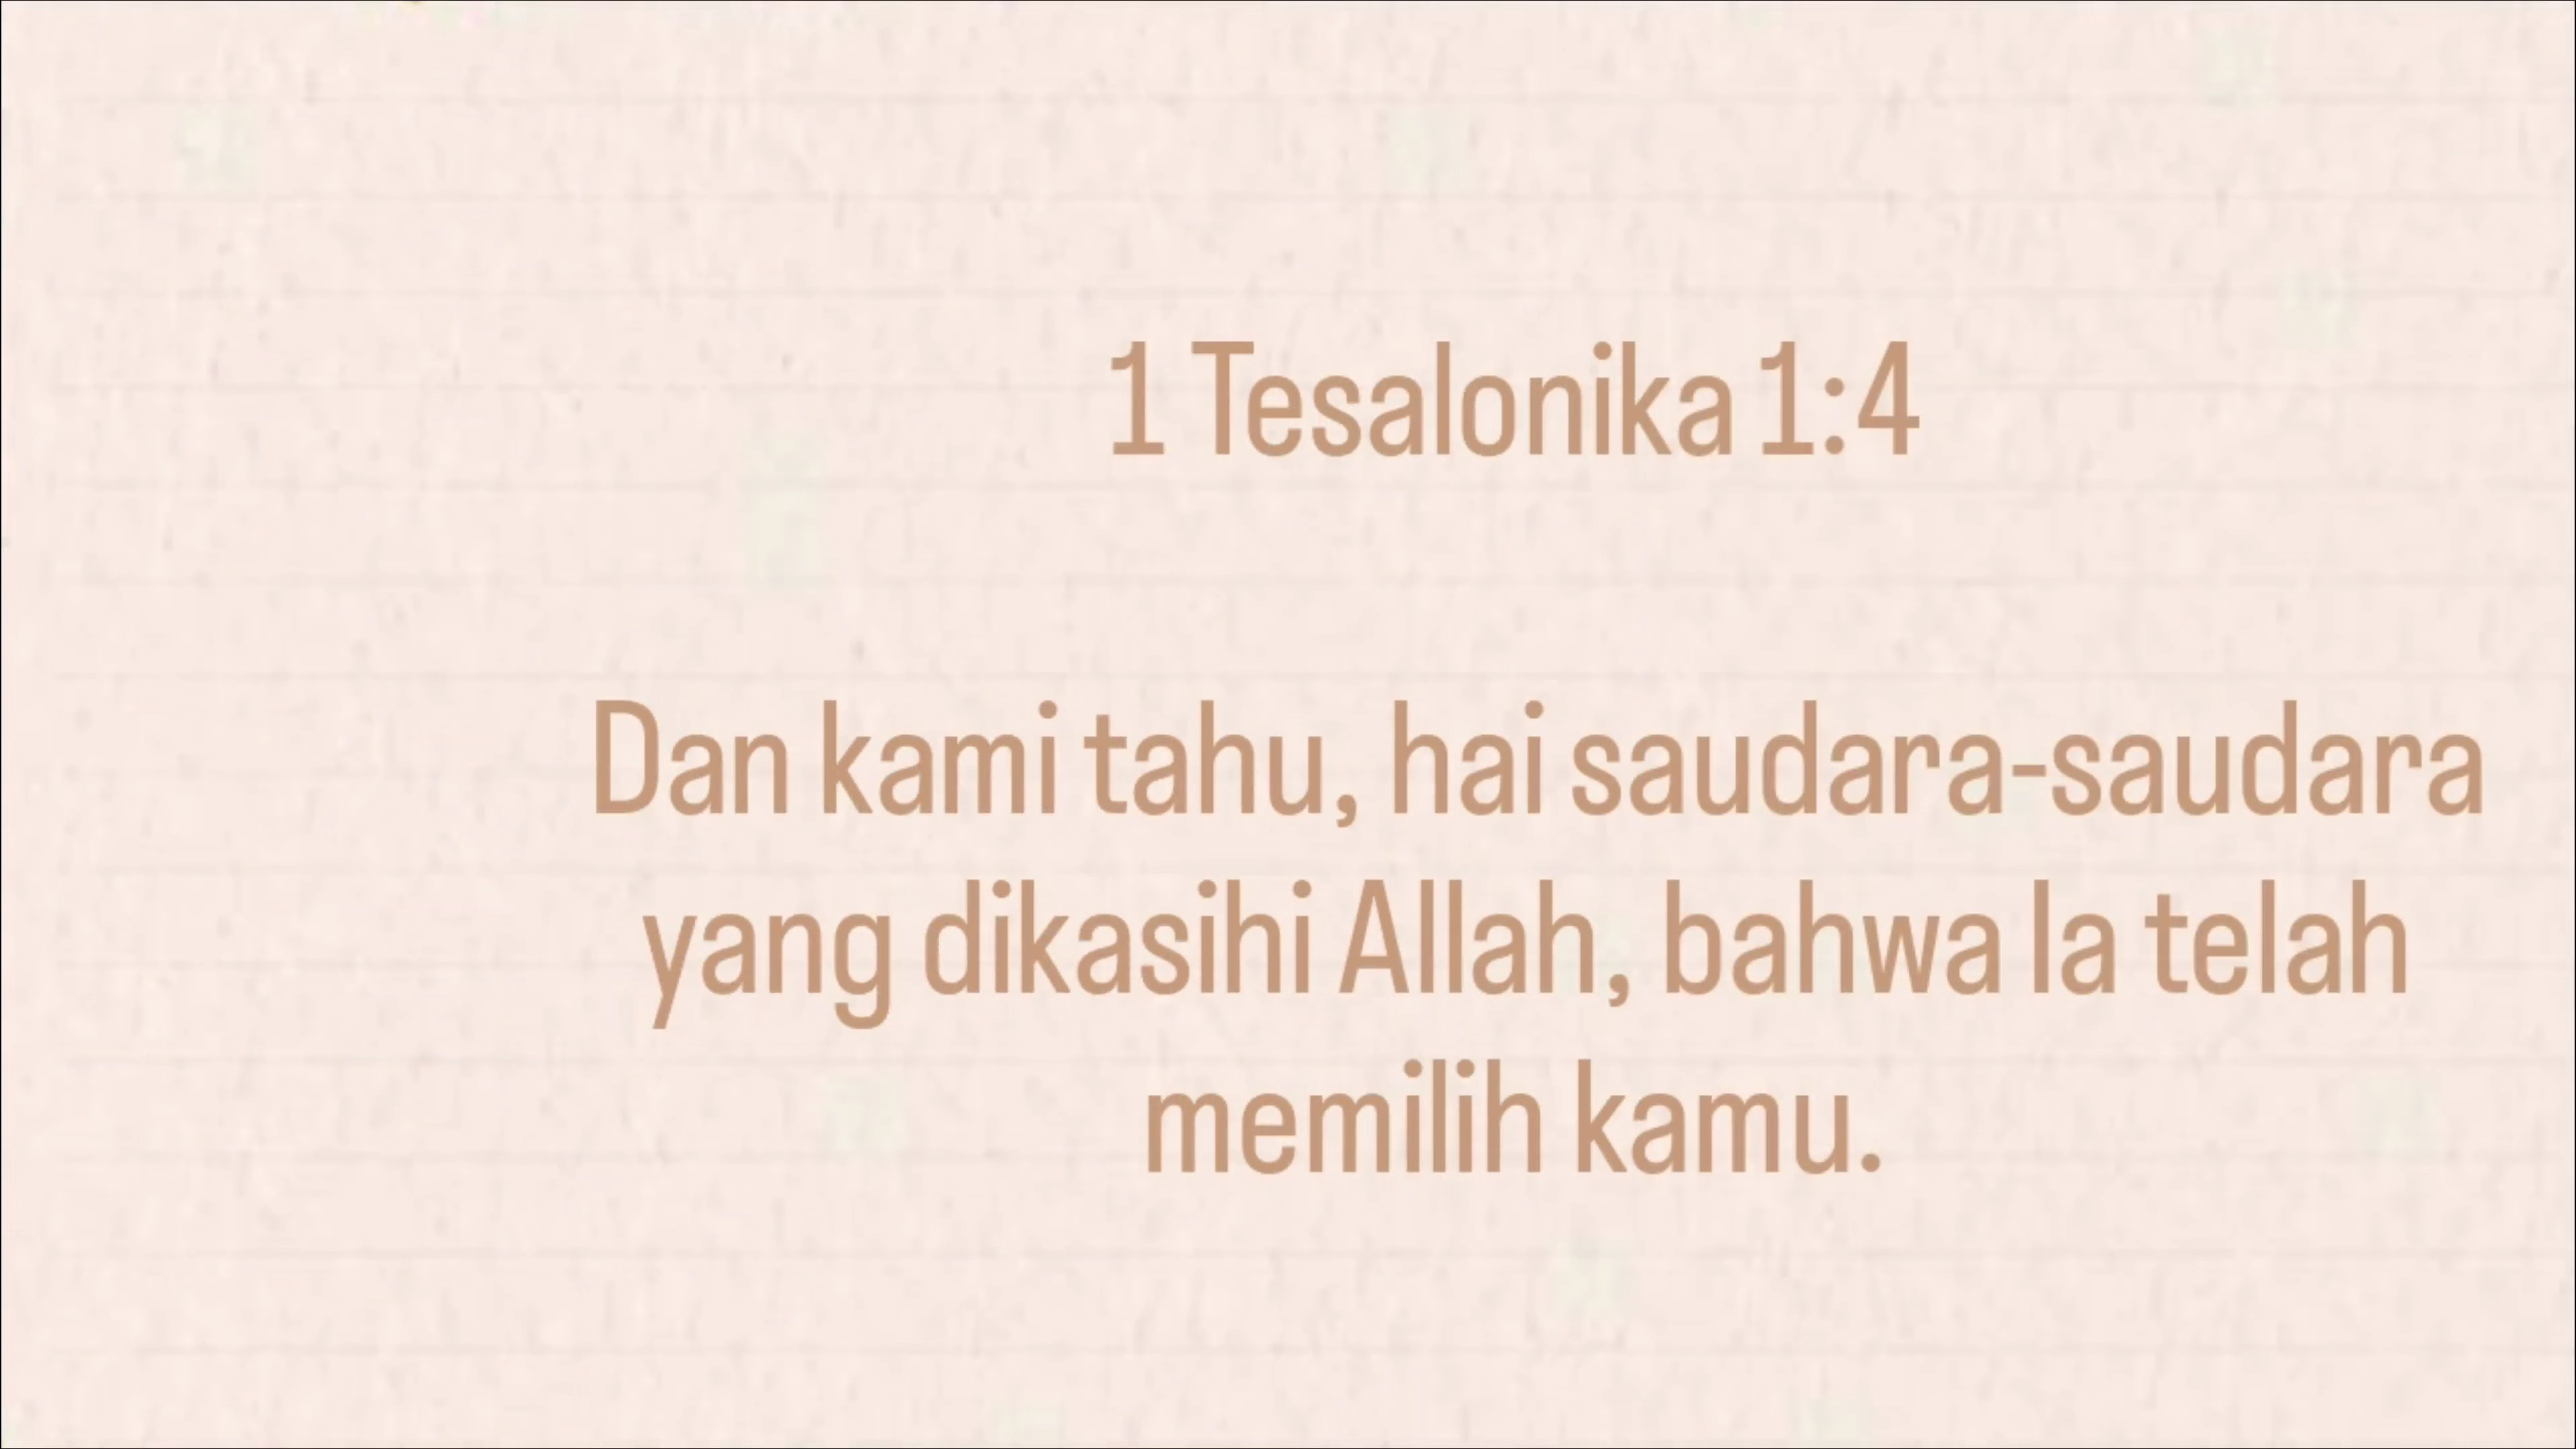 1 Tesalonika 1:4
Dan kami tahu, hai saudara-saudara
yang dikasihi Allah, bahwa Ia telah
memilih kamu.